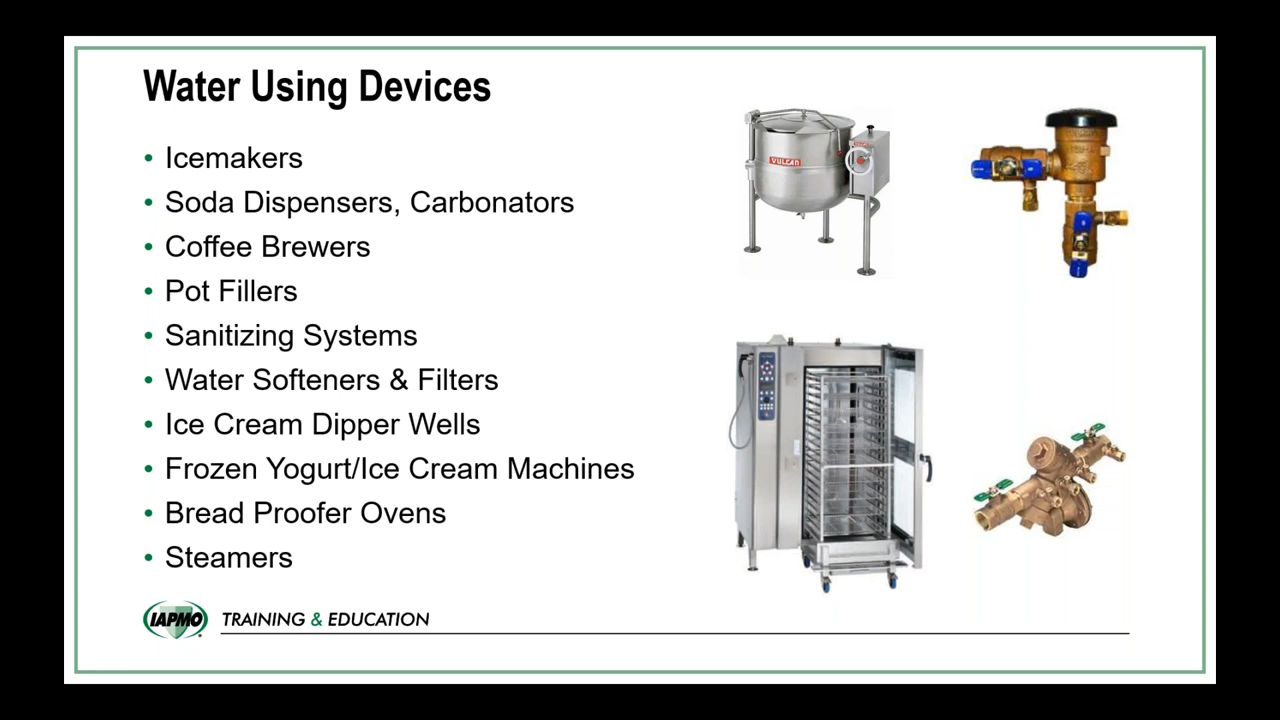 Water Using Devices
• Icemakers
• Soda Dispensers, Carbonators
• Coffee Brewers
• Pot Fillers
• Sanitizing Systems
• Water Softeners & Filters
• Ice Cream Dipper Wells
• Frozen Yogurt/Ice Cream Machines
• Bread Proofer Ovens
• Steamers
VULCAN
IAPMO TRAINING & EDUCATION